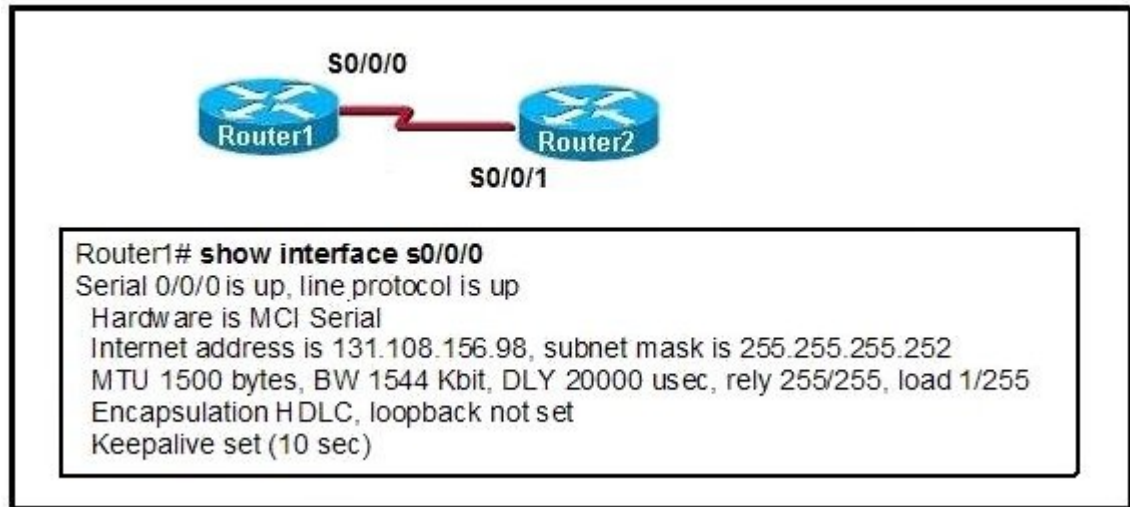 S0/0/0
Router1
Router2
S0/0/1
Router1# show interface s0/0/0
Serial 0/0/0 is up, line protocol is up
Hardware is MCI Serial
Internet address is 131.108.156.98, subnet mask is 255.255.255.252
MTU 1500 bytes, BW 1544 Kbit, DLY 20000 usec, rely 255/255, load 1/255
Encapsulation HDLC, loopback not set
Keepalive set (10 sec)